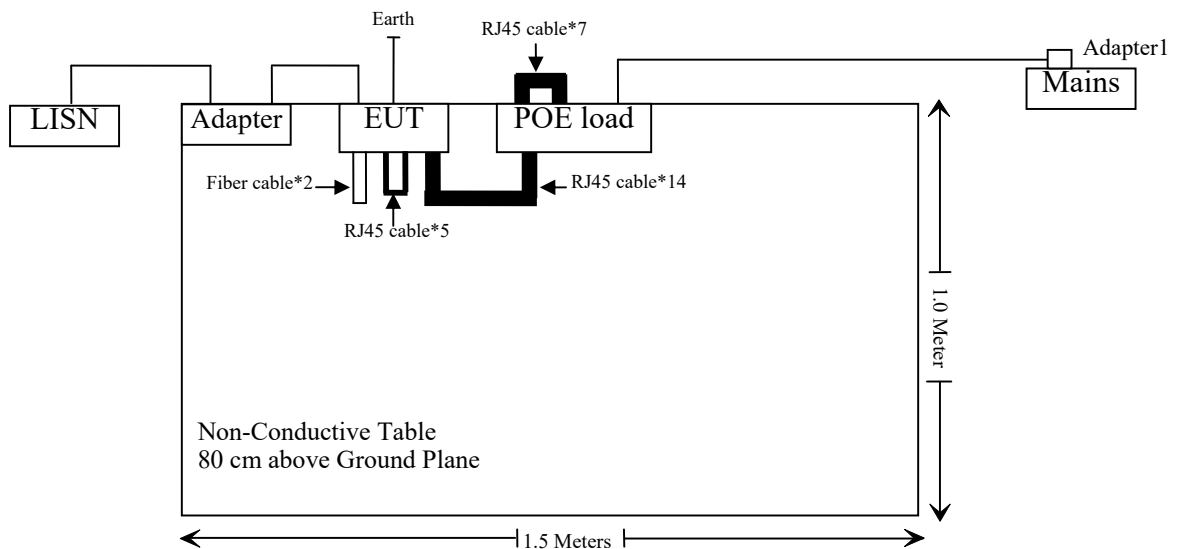 Earth
RJ45 cable*7
Adapter1
LISN
Adapter
EUT
POE load
Mains
Fiber cable*2
RJ45 cable*14
RJ45 cable*5
1.0 Meter
Non-Conductive Table
80 cm above Ground Plane
1.5 Meters